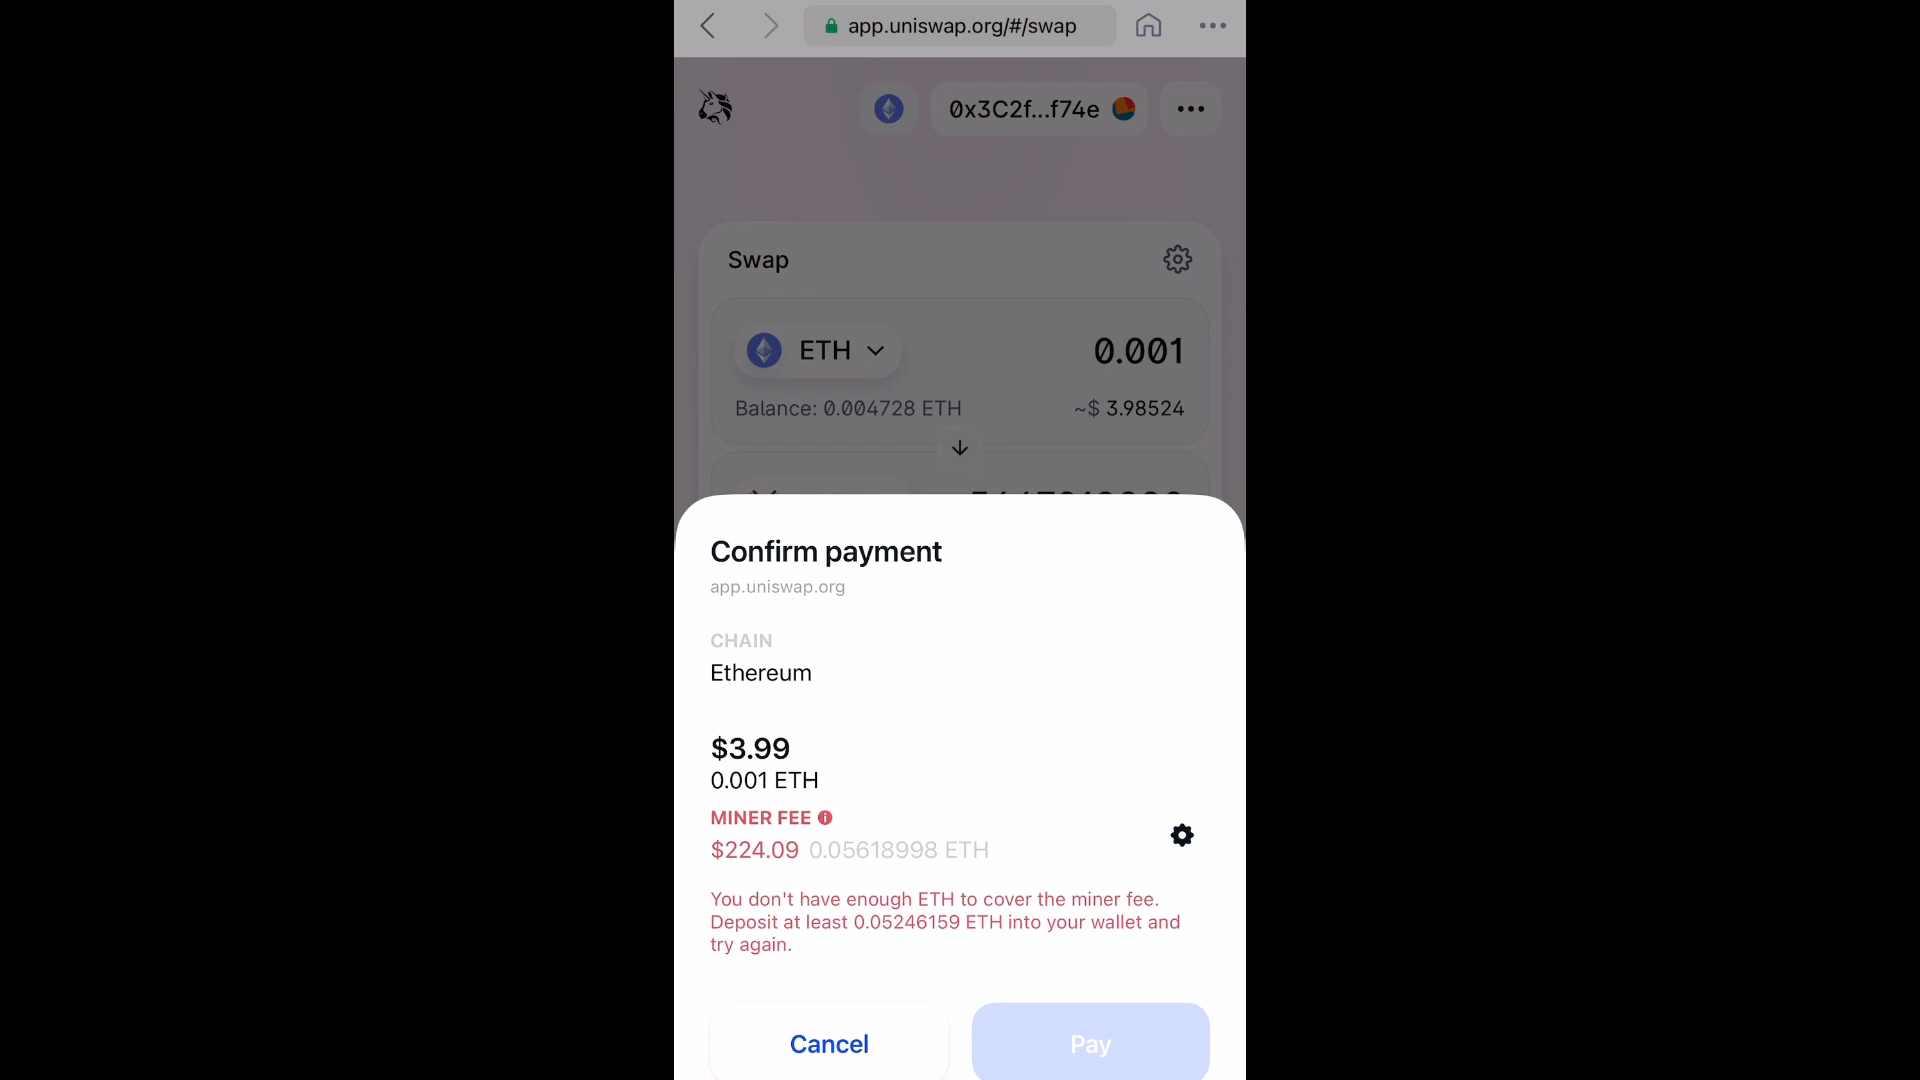 app.uniswap.org/#/swap
0x3C2f...f74e
Swap
ETH 0.001
Balance: 0.004728 ETH ~$ 3.98524
Confirm payment
app.uniswap.org
CHAIN
Ethereum
$3.99
0.001 ETH
MINER FEE
$224.09 0.05618998 ETH
You don't have enough ETH to cover the miner fee.
Deposit at least 0.05246159 ETH into your wallet and
try again.
Cancel Pay